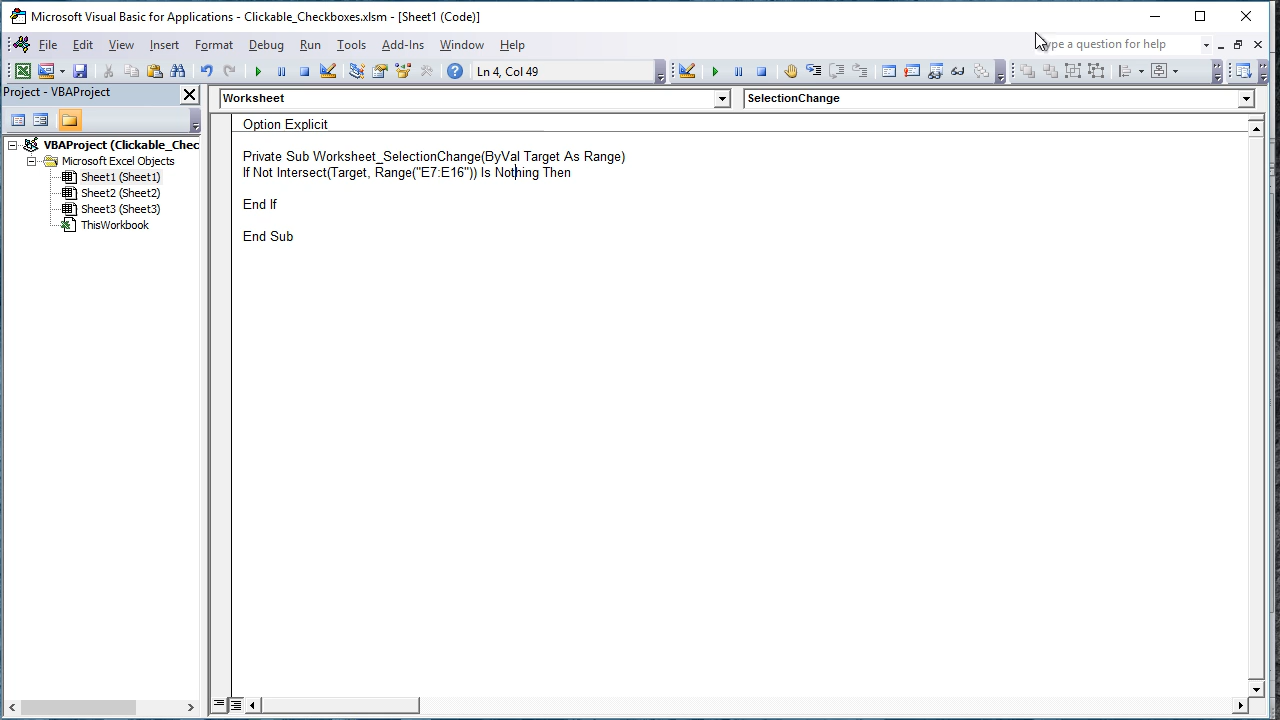 Microsoft Visual Basic for Applications - Clickable_Checkboxes.xlsm - [Sheet1 (Code)]
File Edit View Insert Format Debug Run Tools Add-Ins Window Help
ype a question for help
Ln 4, Col 49
Project - VBAProject
Worksheet
SelectionChange
VBAProject (Clickable_Chec
Microsoft Excel Objects
Sheet1 (Sheet1)
Sheet2 (Sheet2)
Sheet3 (Sheet3)
ThisWorkbook
Option Explicit
Private Sub Worksheet_SelectionChange(ByVal Target As Range)
If Not Intersect(Target, Range("E7:E16")) Is Nothing Then
End If
End Sub